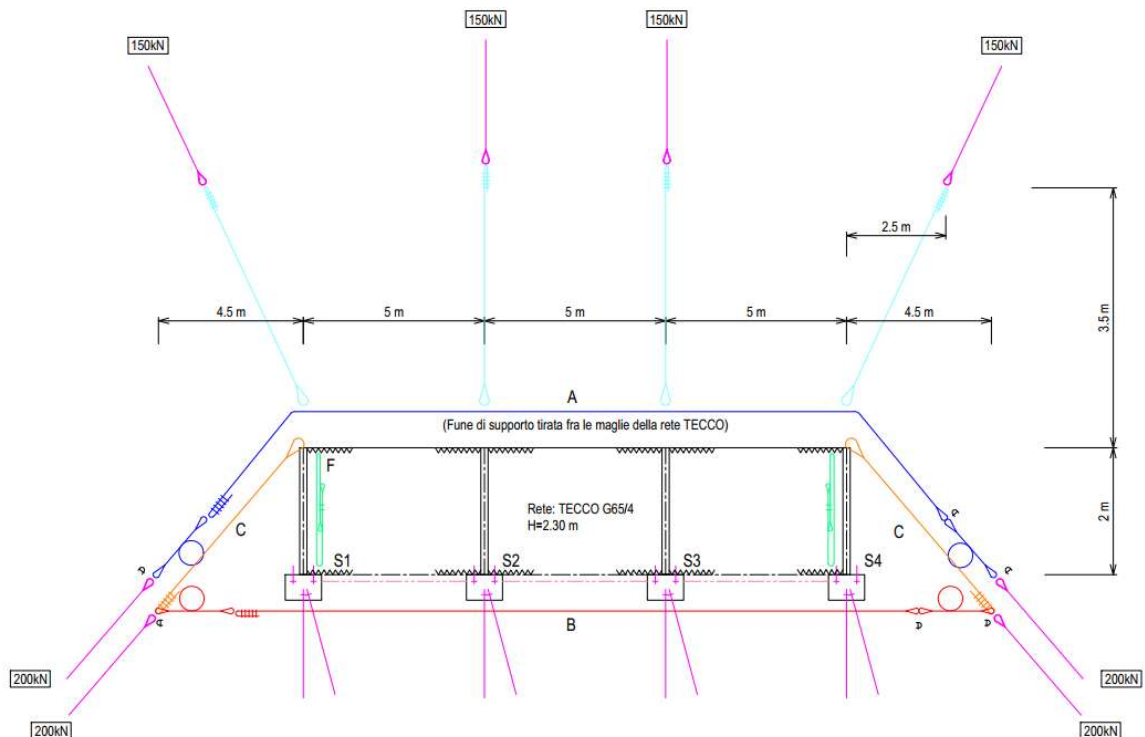 150kN
150kN
150kN
150kN
2.5 m
4.5 m
5 m
5 m
5 m
4.5 m
3.5m
A
(Fune di supporto tirata fra le maglie della rete TECCO)
F
Rete: TECCO G65/4
H=2.30 m
2 m
C
C
S1
S2
S3
S4
B
200kN
200kN
200kN
200kN